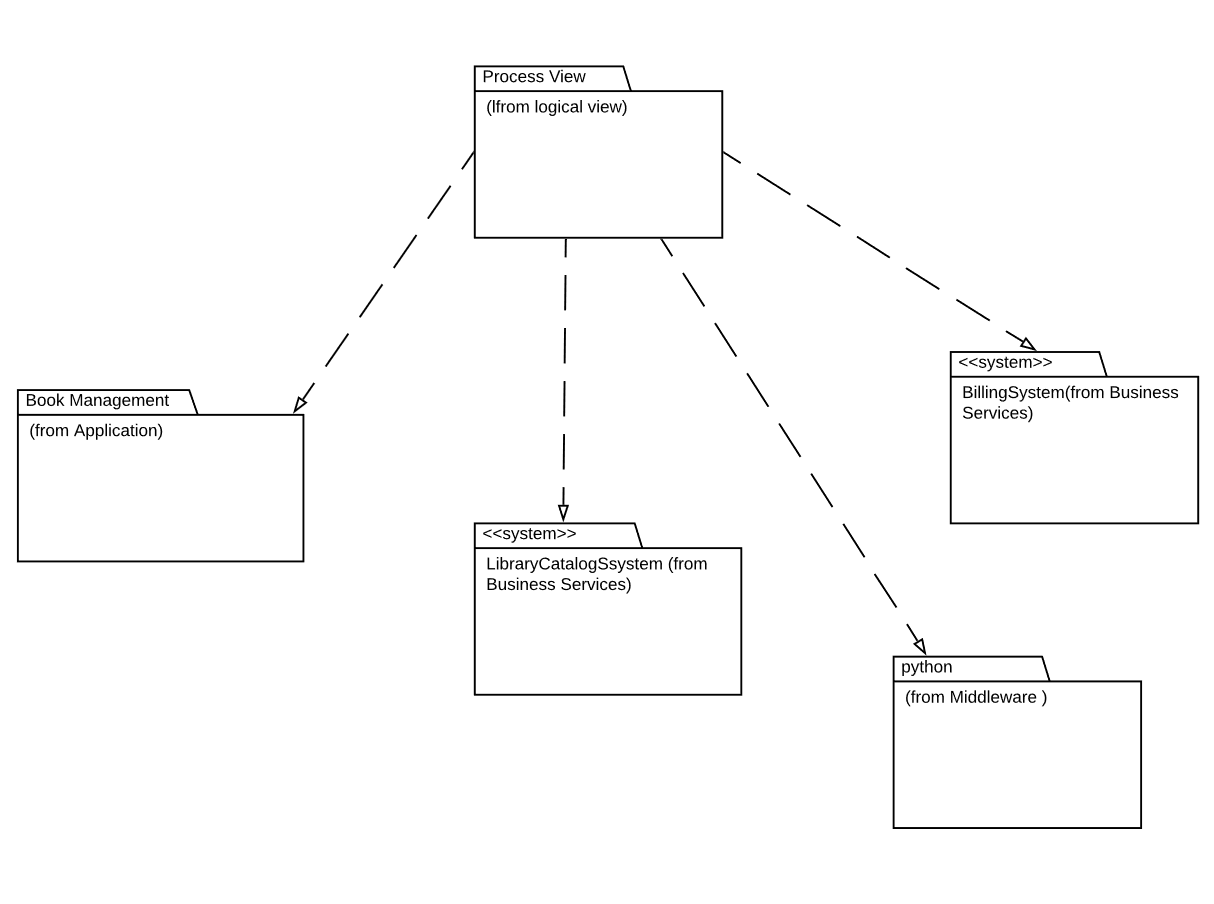 Process View
(lfrom logical view)
<<system>>
BillingSystem(from Business
Services)
Book Management
(from Application)
<<system>>
LibraryCatalogSsystem (from
Business Services)
python
(from Middleware )